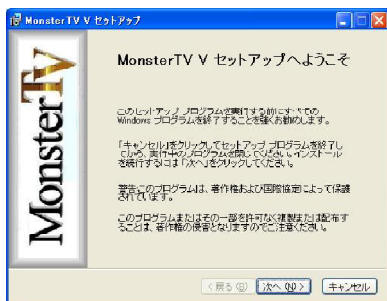 MonsterTV V セットアップ
MonsterTV
MonsterTV V セットアップへようこそ
このセットアップ プログラムを実行する前にすべての
Windows プログラムを終了することを強くお勧めします。
「キャンセル」をクリックしてセットアップ プログラムを終了し
てから、実行中のプログラムを閉じてください。インストール
を続行するには「次へ」をクリックしてください。
警告:このプログラムは、著作権および国際協定によって保護
されています。
このプログラムまたはその一部を許可なく複製または配布す
ることは、著作権の侵害となりますのでご注意ください。
< 戻る(B) 次へ(N) > キャンセル